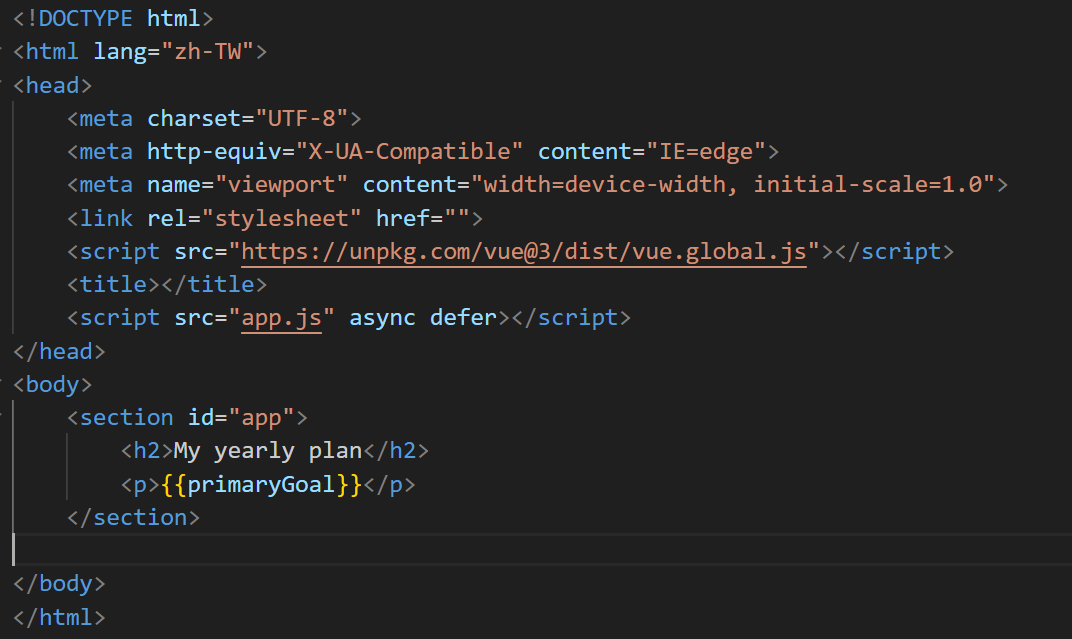 <!DOCTYPE html>
<html lang="zh-TW">
<head>
    <meta charset="UTF-8">
    <meta http-equiv="X-UA-Compatible" content="IE=edge">
    <meta name="viewport" content="width=device-width, initial-scale=1.0">
    <link rel="stylesheet" href="">
    <script src="https://unpkg.com/vue@3/dist/vue.global.js"></script>
    <title></title>
    <script src="app.js" async defer></script>
</head>
<body>
    <section id="app">
        <h2>My yearly plan</h2>
        <p>{{primaryGoal}}</p>
    </section>
</body>
</html>